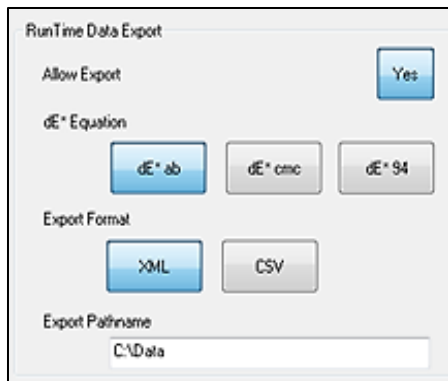 RunTime Data Export
Allow Export Yes
dE* Equation
dE* ab dE* cmc dE* 94
Export Format
XML CSV
Export Pathname
C:\Data